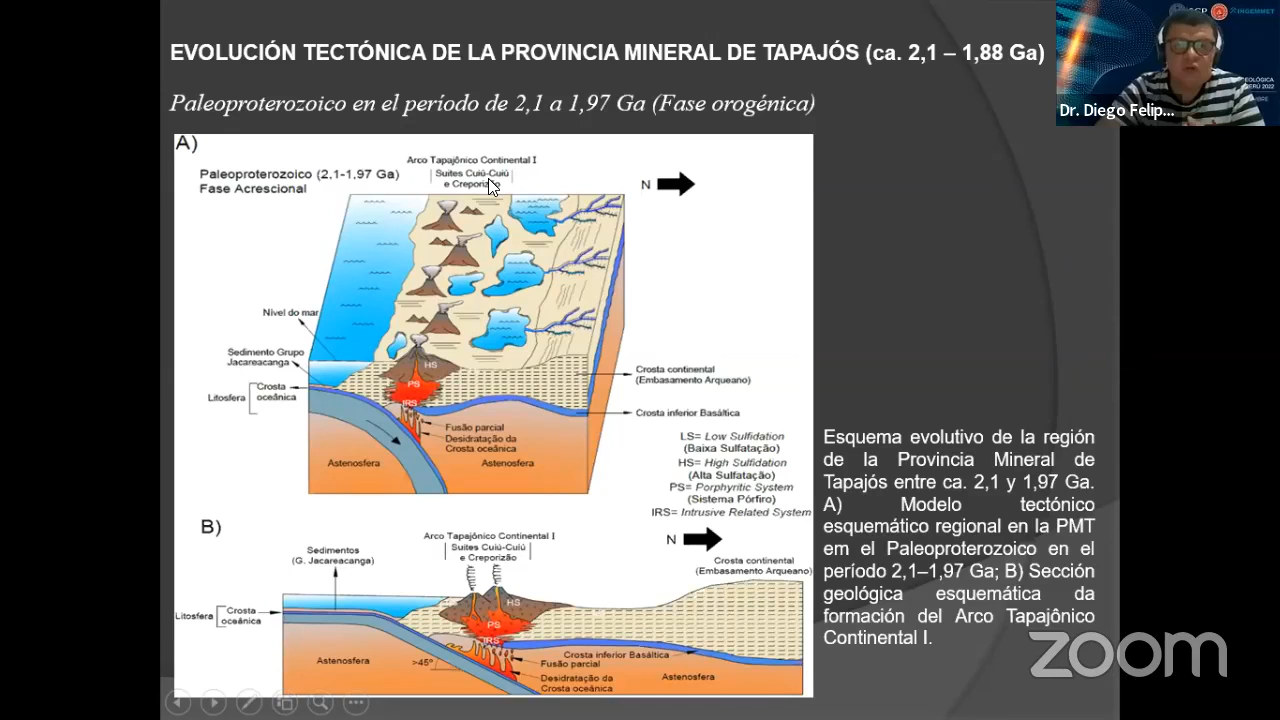 EVOLUCIÓN TECTÓNICA DE LA PROVINCIA MINERAL DE TAPAJÓS (ca. 2,1 – 1,88 Ga)
Paleoproterozoico en el período de 2,1 a 1,97 Ga (Fase orogénica)
Dr. Diego Felip...
INGEMMET
A)
Paleoproterozoico (2,1-1,97 Ga)
Fase Acrescional
Arco Tapajônico Continental I
Suites Cuiú-Cuiú
e Creporizão
N
Nível do mar
Sedimento Grupo
Jacareacanga
Litosfera
Crosta
oceânica
HS
PS
IRS
Fusão parcial
Desidratação da
Crosta oceânica
Astenosfera
Astenosfera
Crosta continental
(Embasamento Arqueano)
Crosta inferior Basáltica
LS= Low Sulfidation
(Baixa Sulfatação)
HS= High Sulfidation
(Alta Sulfatação)
PS= Porphyritic System
(Sistema Pórfiro)
IRS= Intrusive Related System
B)
Arco Tapajônico Continental I
Suites Cuiú-Cuiú
e Creporizão
N
Sedimentos
(G. Jacareacanga)
Crosta continental
(Embasamento Arqueano)
Litosfera
Crosta
oceânica
HS
PS
IRS
Astenosfera
>45°
Crosta inferior Basáltica
Fusão parcial
Desidratação da
Crosta oceânica
Astenosfera
Esquema evolutivo de la región
de la Provincia Mineral de
Tapajós entre ca. 2,1 y 1,97 Ga.
A) Modelo tectónico
esquemático regional en la PMT
em el Paleoproterozoico en el
período 2,1–1,97 Ga; B) Sección
geológica esquemática da
formación del Arco Tapajônico
Continental I.
zoom